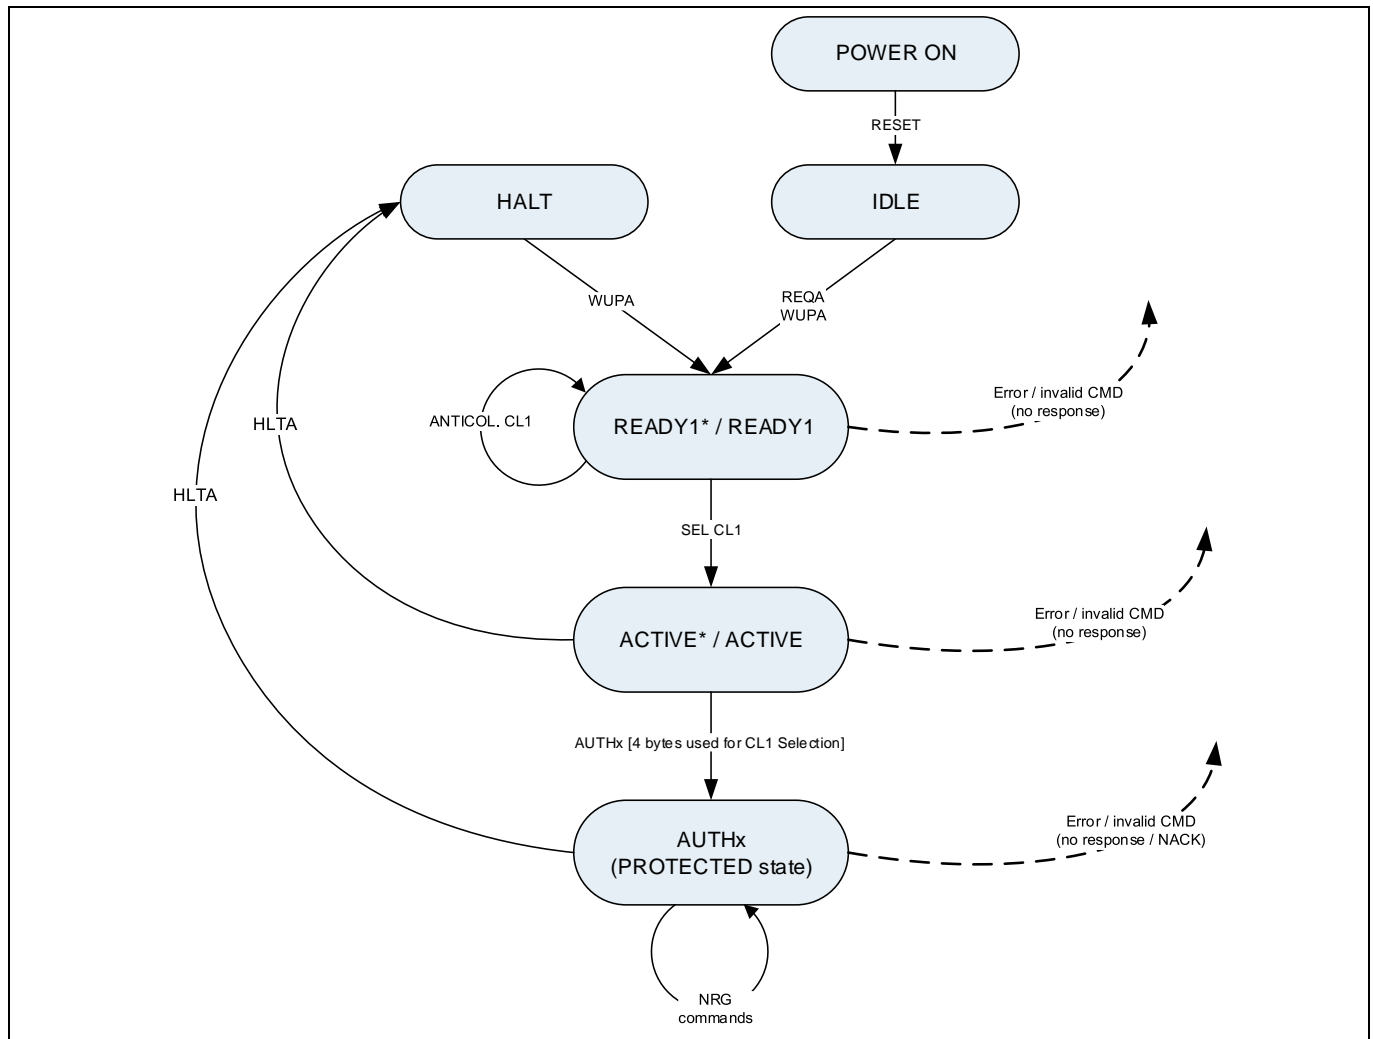 POWER ON
RESET
HALT
IDLE
WUPA
REQA
WUPA
Error / invalid CMD
(no response)
ANTICOL. CL1
READY1* / READY1
HLTA
HLTA
SEL CL1
ACTIVE* / ACTIVE
Error / invalid CMD
(no response)
AUTHx [4 bytes used for CL1 Selection]
AUTHx
(PROTECTED state)
Error / invalid CMD
(no response / NACK)
NRG
commands